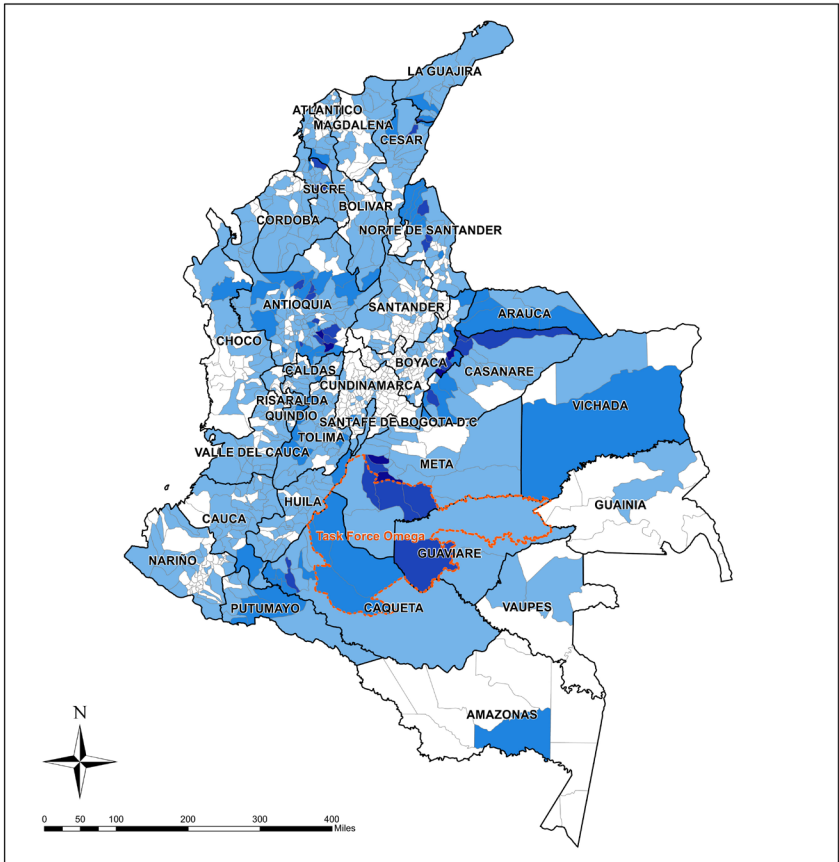 LA GUAJIRA
ATLANTICO
MAGDALENA
CESAR
SUCRE
BOLIVAR
CORDOBA
NORTE DE SANTANDER
ANTIOQUIA
SANTANDER
ARAUCA
CHOCO
BOYACA
CASANARE
CALDAS
CUNDINAMARCA
RISARALDA
VICHADA
QUINDIO
SANTAFE DE BOGOTA D.C
TOLIMA
VALLE DEL CAUCA
META
HUILA
GUAINIA
CAUCA
Task Force Omega
GUAVIARE
NARIÑO
PUTUMAYO
CAQUETA
VAUPES
AMAZONAS
N
0 50 100 200 300 400
Miles